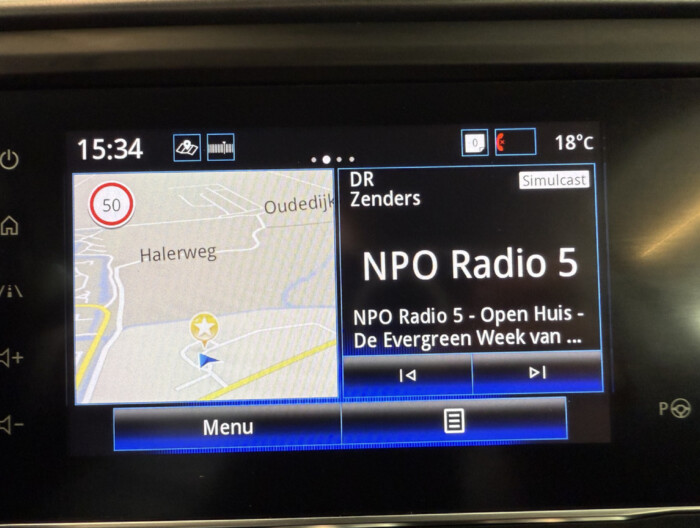 15:34
0
18°C
50
Oudedijk
Halerweg
DR
Simulcast
Zenders
NPO Radio 5
NPO Radio 5 - Open Huis -
De Evergreen Week van ...
Menu
P